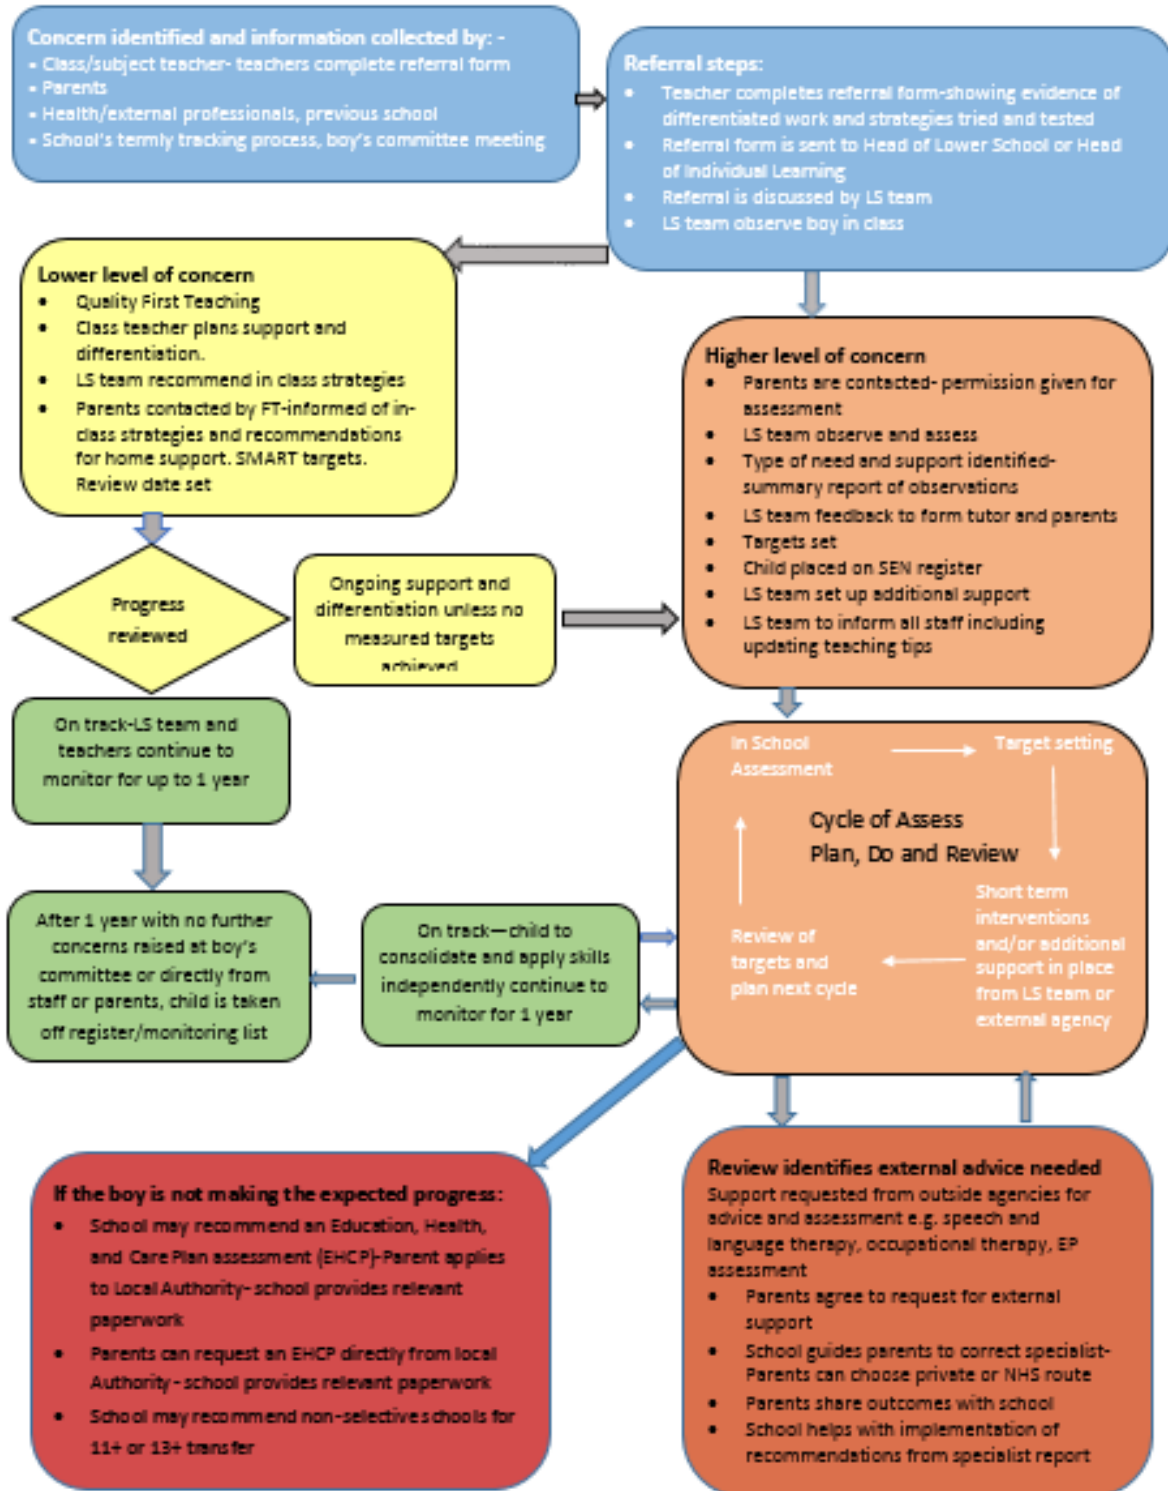 Concern identified and information collected by: -
• Class/subject teacher- teachers complete referral form
• Parents
• Health/external professionals, previous school
• School's termly tracking process, boy's committee meeting
Referral steps:
• Teacher completes referral form-showing evidence of
differentiated work and strategies tried and tested
• Referral form is sent to Head of Lower School or Head
of Individual Learning
• Referral is discussed by LS team
• LS team observe boy in class
Lower level of concern
• Quality First Teaching
• Class teacher plans support and
differentiation.
• LS team recommend in class strategies
• Parents contacted by FT-informed of in-
class strategies and recommendations
for home support. SMART targets.
Review date set
Higher level of concern
• Parents are contacted- permission given for
assessment
• LS team observe and assess
• Type of need and support identified-
summary report of observations
• LS team feedback to form tutor and parents
• Targets set
• Child placed on SEN register
• LS team set up additional support
• LS team to inform all staff including
updating teaching tips
Progress
reviewed
Ongoing support and
differentiation unless no
measured targets
achieved
On track-LS team and
teachers continue to
monitor for up to 1 year
In School
Assessment
Target setting
Cycle of Assess
Plan, Do and Review
Short term
interventions
and/or additional
support in place
from LS team or
external agency
Review of
targets and
plan next cycle
After 1 year with no further
concerns raised at boy's
committee or directly from
staff or parents, child is taken
off register/monitoring list
On track—child to
consolidate and apply skills
independently continue to
monitor for 1 year
If the boy is not making the expected progress:
• School may recommend an Education, Health,
and Care Plan assessment (EHCP)-Parent applies
to Local Authority- school provides relevant
paperwork
• Parents can request an EHCP directly from local
Authority - school provides relevant paperwork
• School may recommend non-selective schools for
11+ or 13+ transfer
Review identifies external advice needed
Support requested from outside agencies for
advice and assessment e.g. speech and
language therapy, occupational therapy, EP
assessment
• Parents agree to request for external
support
• School guides parents to correct specialist-
Parents can choose private or NHS route
• Parents share outcomes with school
• School helps with implementation of
recommendations from specialist report